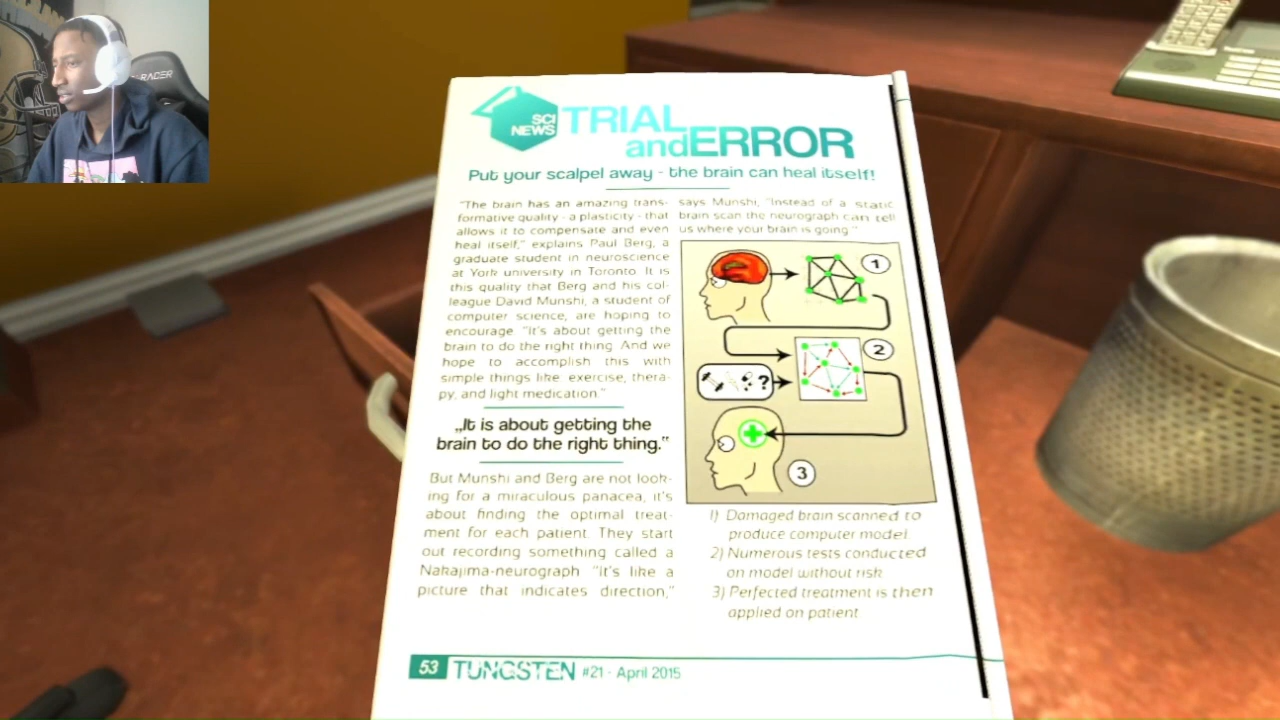 RACER
SCI
NEWS
TRIAL
andERROR
Put your scalpel away - the brain can heal itself!
"The brain has an amazing trans-
formative quality - a plasticity - that
allows it to compensate and even
heal itself," explains Paul Berg, a
graduate student in neuroscience
at York university in Toronto. It is
this quality that Berg and his col-
league David Munshi, a student of
computer science, are hoping to
encourage. "It's about getting the
brain to do the right thing. And we
hope to accomplish this with
simple things like exercise, thera-
py, and light medication."
„It is about getting the
brain to do the right thing."
But Munshi and Berg are not look-
ing for a miraculous panacea, it's
about finding the optimal treat-
ment for each patient. They start
out recording something called a
Nakajima-neurograph. "It's like a
picture that indicates direction,"
says Munshi, "Instead of a static
brain scan the neurograph can tell
us where your brain is going."
1
2
?
3
1) Damaged brain scanned to
produce computer model.
2) Numerous tests conducted
on model without risk
3) Perfected treatment is then
applied on patient.
53 TUNGSTEN #21 - April 2015